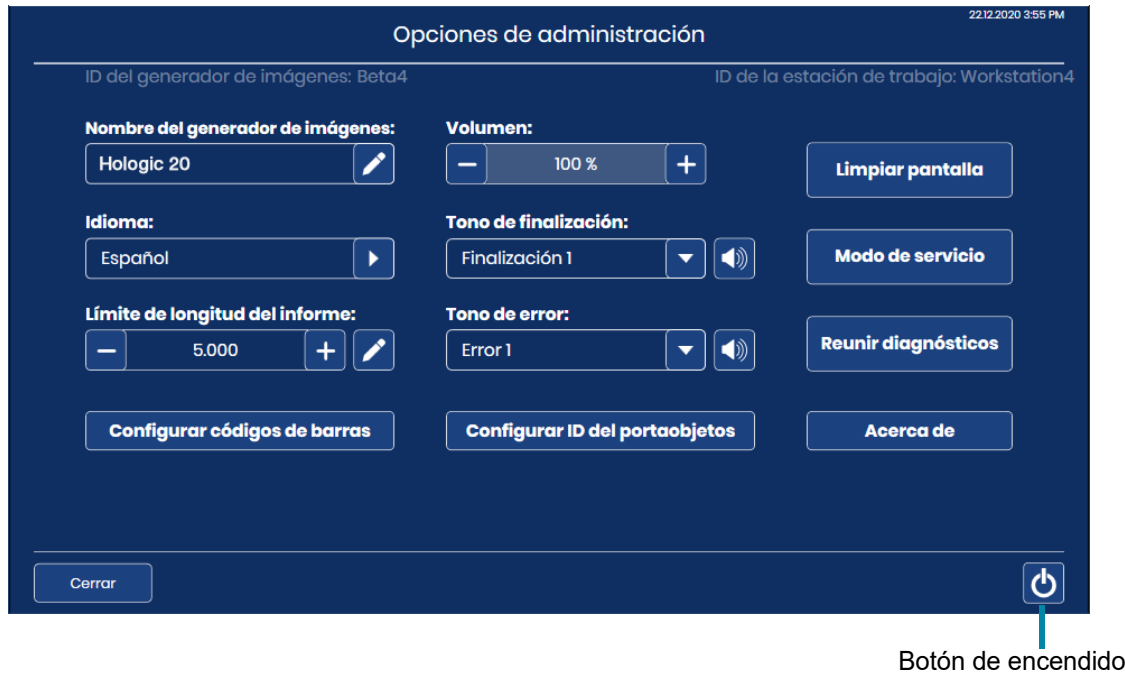 22.12.2020 3:55 PM
Opciones de administración
ID del generador de imágenes: Beta4
ID de la estación de trabajo: Workstation4
Nombre del generador de imágenes:
Hologic 20
Volumen:
100 %
Limpiar pantalla
Idioma:
Español
Tono de finalización:
Finalización 1
Modo de servicio
Límite de longitud del informe:
5.000
Tono de error:
Error 1
Reunir diagnósticos
Configurar códigos de barras
Configurar ID del portaobjetos
Acerca de
Cerrar
Botón de encendido